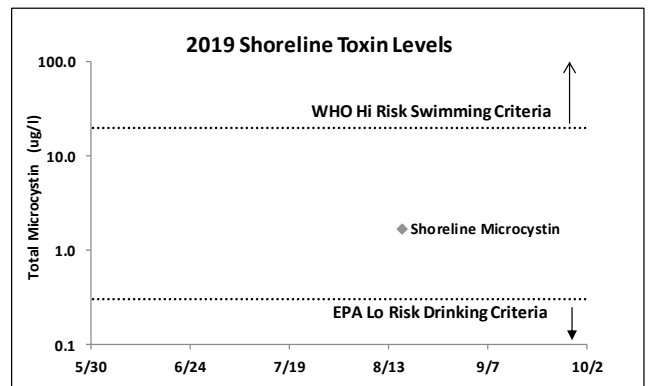 2019 Shoreline Toxin Levels
Total Microcystin (ug/l)
100.0
WHO Hi Risk Swimming Criteria
10.0
Shoreline Microcystin
1.0
EPA Lo Risk Drinking Criteria
0.1
5/30 6/24 7/19 8/13 9/7 10/2